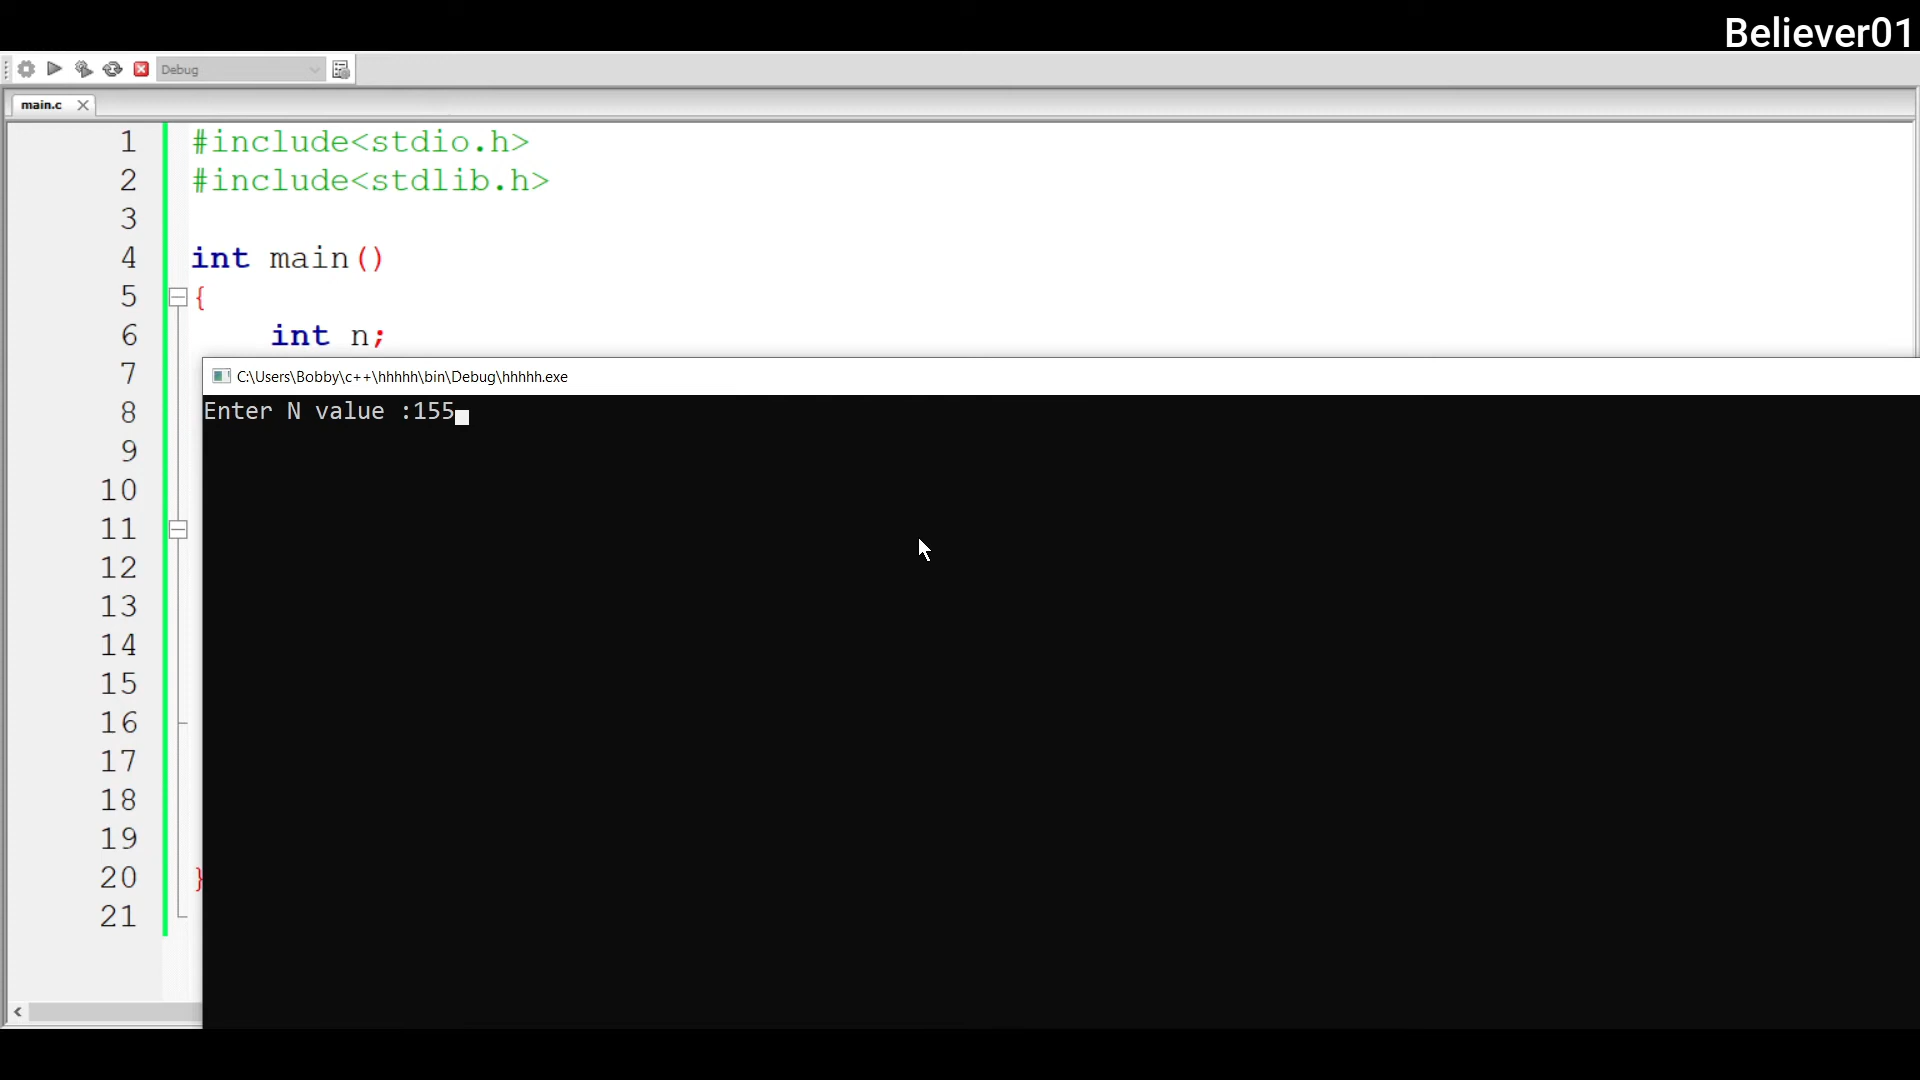 Believer01
Debug
main.c
1 #include<stdio.h>
2 #include<stdlib.h>
3
4 int main()
5 {
6 int n;
7
C:\Users\Bobby\c++\hhhhh\bin\Debug\hhhhh.exe
8 Enter N value :155
9
10
11
12
13
14
15
16
17
18
19
20 }
21